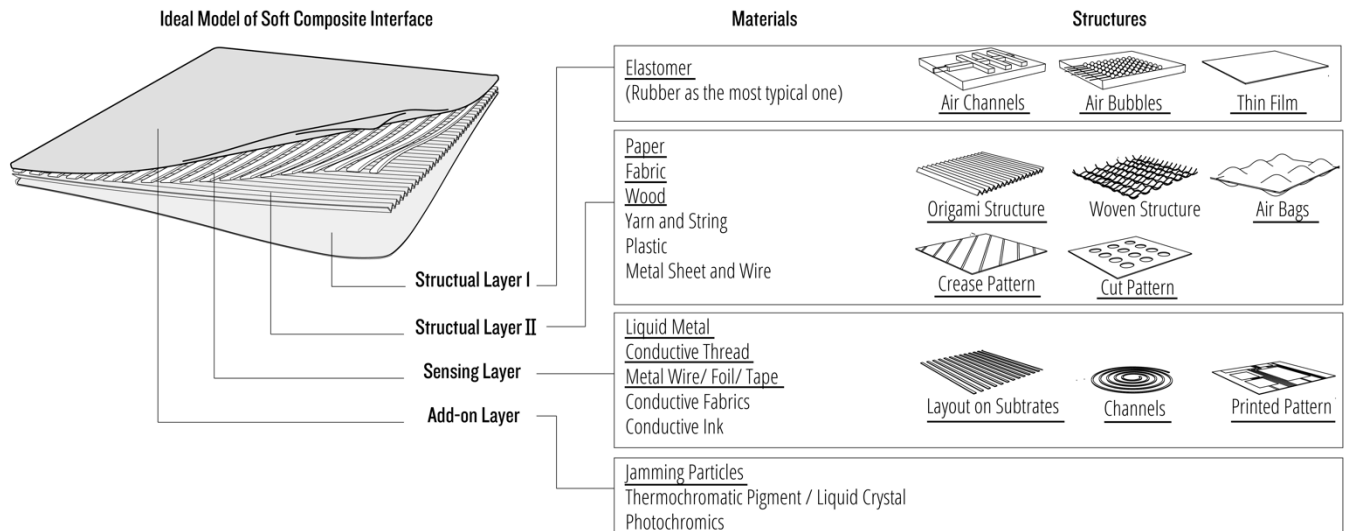 Ideal Model of Soft Composite Interface
Materials
Structures
Elastomer
(Rubber as the most typical one)
Air Channels
Air Bubbles
Thin Film
Paper
Fabric
Wood
Yarn and String
Plastic
Metal Sheet and Wire
Origami Structure
Woven Structure
Air Bags
Crease Pattern
Cut Pattern
Structual Layer I
Structual Layer II
Sensing Layer
Add-on Layer
Liquid Metal
Conductive Thread
Metal Wire/ Foil/ Tape
Conductive Fabrics
Conductive Ink
Layout on Subtrates
Channels
Printed Pattern
Jamming Particles
Thermochromatic Pigment / Liquid Crystal
Photochromics